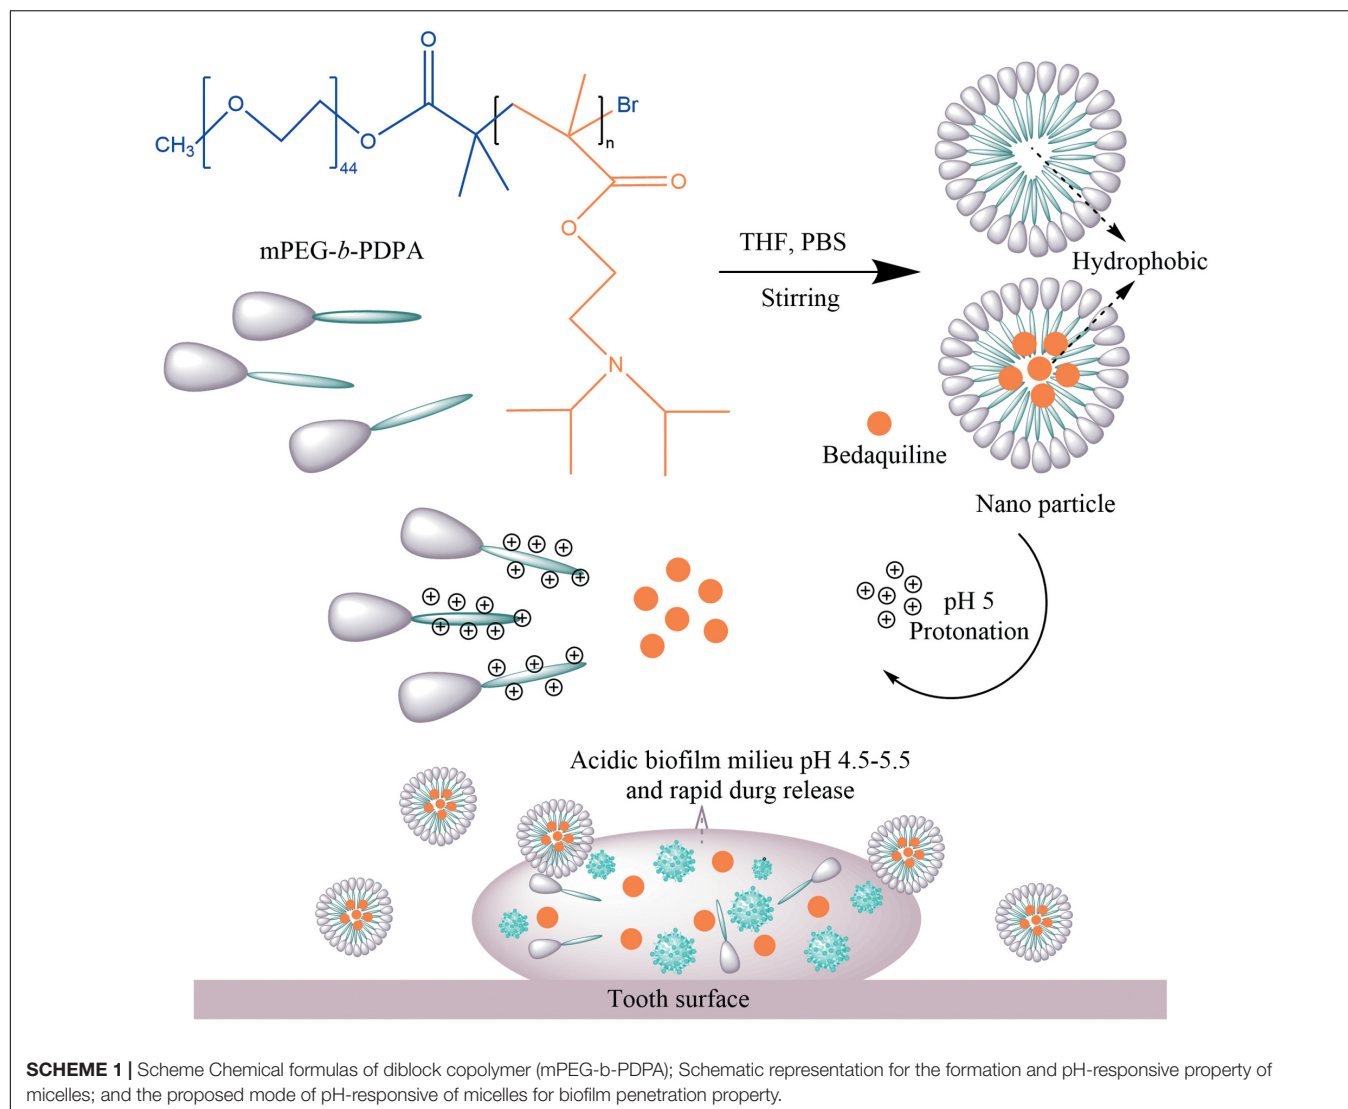 O
CH3
O
44
O
n
Br
O
O
N
mPEG-b-PDPA
THF, PBS
Stirring
Hydrophobic
Bedaquiline
Nano particle
pH 5
Protonation
Acidic biofilm milieu pH 4.5-5.5
and rapid durg release
Tooth surface
SCHEME 1 | Scheme Chemical formulas of diblock copolymer (mPEG-b-PDPA); Schematic representation for the formation and pH-responsive property of
micelles; and the proposed mode of pH-responsive of micelles for biofilm penetration property.